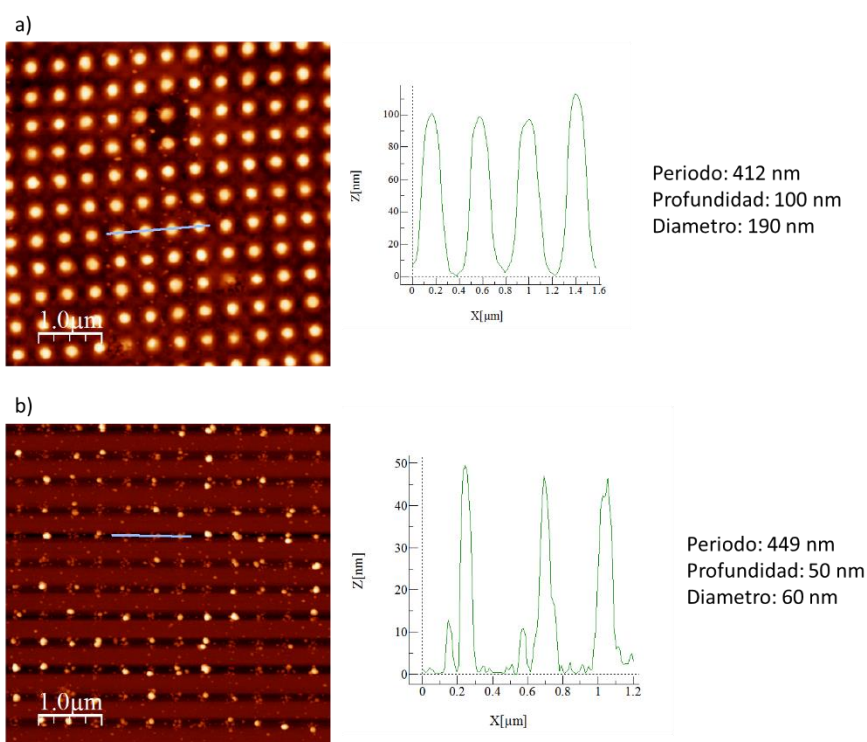 a)
1.0µm
Z[nm]
100
80
60
40
20
0
0 0.2 0.4 0.6 0.8 1 1.2 1.4 1.6
X[µm]
Periodo: 412 nm
Profundidad: 100 nm
Diametro: 190 nm
b)
1.0µm
Z[nm]
50
40
30
20
10
0
0 0.2 0.4 0.6 0.8 1 1.2
X[µm]
Periodo: 449 nm
Profundidad: 50 nm
Diametro: 60 nm